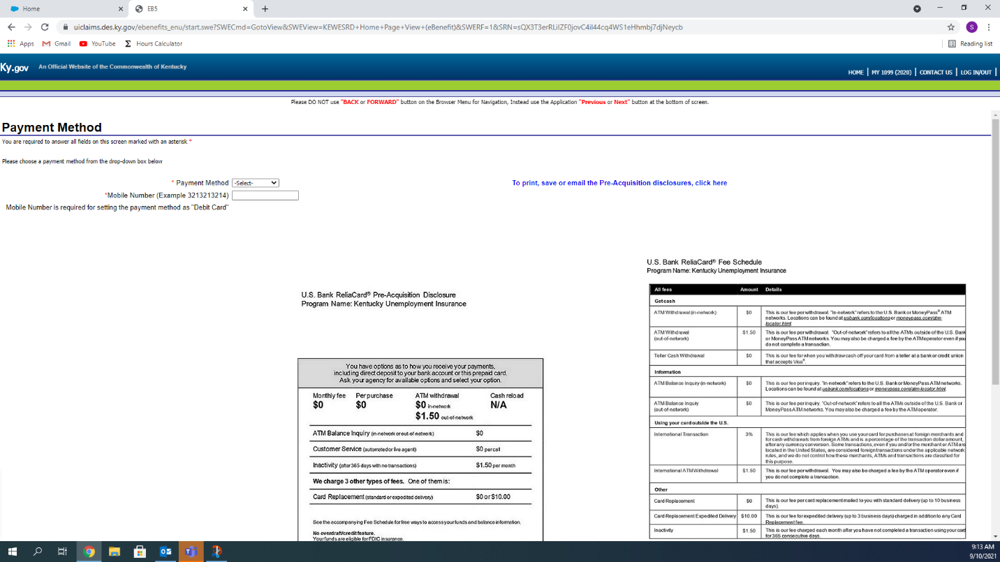 Home
EB5
uiclaims.des.ky.gov/ebenefits_enu/start.swe?SWECmd=GotoView&SWEView=KEWESRD+Home+Page+View+(eBenefit)&SWERF=1&SRN=sQX3T3erRLilZF0jovC4il44cq4WS1eHhmbj7djNeycb
S
Apps
Gmail
YouTube
Hours Calculator
Reading list
Ky.gov
An Official Website of the Commonwealth of Kentucky
HOME | MY 1099 (2020) | CONTACT US | LOG IN/OUT |
Please DO NOT use "BACK or FORWARD" button on the Browser Menu for Navigation, Instead use the Application "Previous or Next" button at the bottom of screen.
Payment Method
You are required to answer all fields on this screen marked with an asterisk *
Please choose a payment method from the drop-down box below
* Payment Method -Select-
To print, save or email the Pre-Acquisition disclosures, click here
*Mobile Number (Example 3213213214)
Mobile Number is required for setting the payment method as "Debit Card"
U.S. Bank ReliaCard® Pre-Acquisition Disclosure
Program Name: Kentucky Unemployment Insurance
You have options as to how you receive your payments,
including direct deposit to your bank account or this prepaid card.
Ask your agency for available options and select your option.
Monthly fee Per purchase ATM withdrawal Cash reload
$0 $0 $0 in-network N/A
$1.50 out-of-network
ATM Balance Inquiry (in-network or out-of-network) $0
Customer Service (automated or live agent) $0 per call
Inactivity (after 365 days with no transactions) $1.50 per month
We charge 3 other types of fees. One of them is:
Card Replacement (standard or expedited delivery) $0 or $10.00
See the accompanying Fee Schedule for free ways to access your funds and balance information.
No overdraft/credit feature.
Your funds are eligible for FDIC insurance.
U.S. Bank ReliaCard® Fee Schedule
Program Name: Kentucky Unemployment Insurance
All fees Amount Details
Get cash
ATM Withdrawal (in-network) $0 This is our fee per withdrawal. "In-network" refers to the U.S. Bank or MoneyPass® ATM
networks. Locations can be found at usbank.com/locations or moneypass.com/atm-
locator.html.
ATM Withdrawal $1.50 This is our fee per withdrawal. "Out-of-network" refers to all the ATMs outside of the U.S. Bank
(out-of-network) or MoneyPass ATM networks. You may also be charged a fee by the ATM operator even if you
do not complete a transaction.
Teller Cash Withdrawal $0 This is our fee for when you withdraw cash off your card from a teller at a bank or credit union
that accepts Visa®.
Information
ATM Balance Inquiry (in-network) $0 This is our fee per inquiry. "In-network" refers to the U.S. Bank or MoneyPass ATM networks.
Locations can be found at usbank.com/locations or moneypass.com/atm-locator.html.
ATM Balance Inquiry $0 This is our fee per inquiry. "Out-of-network" refers to all the ATMs outside of the U.S. Bank or
(out-of-network) MoneyPass ATM networks. You may also be charged a fee by the ATM operator.
Using your card outside the U.S.
International Transaction 3% This is our fee which applies when you use your card for purchases at foreign merchants and
for cash withdrawals from foreign ATMs and is a percentage of the transaction dollar amount,
after any currency conversion. Some transactions, even if you and/or the merchant or ATM are
located in the United States, are considered foreign transactions under the applicable network
rules, and we do not control how these merchants, ATMs and transactions are classified for
this purpose.
International ATM Withdrawal $1.50 This is our fee per withdrawal. You may also be charged a fee by the ATM operator even if
you do not complete a transaction.
Other
Card Replacement $0 This is our fee per card replacement mailed to you with standard delivery (up to 10 business
days).
Card Replacement Expedited Delivery $10.00 This is our fee for expedited delivery (up to 3 business days) charged in addition to any Card
Replacement fee.
Inactivity $1.50 This is our fee charged each month after you have not completed a transaction using your card
for 365 consecutive days.
9:13 AM
9/10/2021